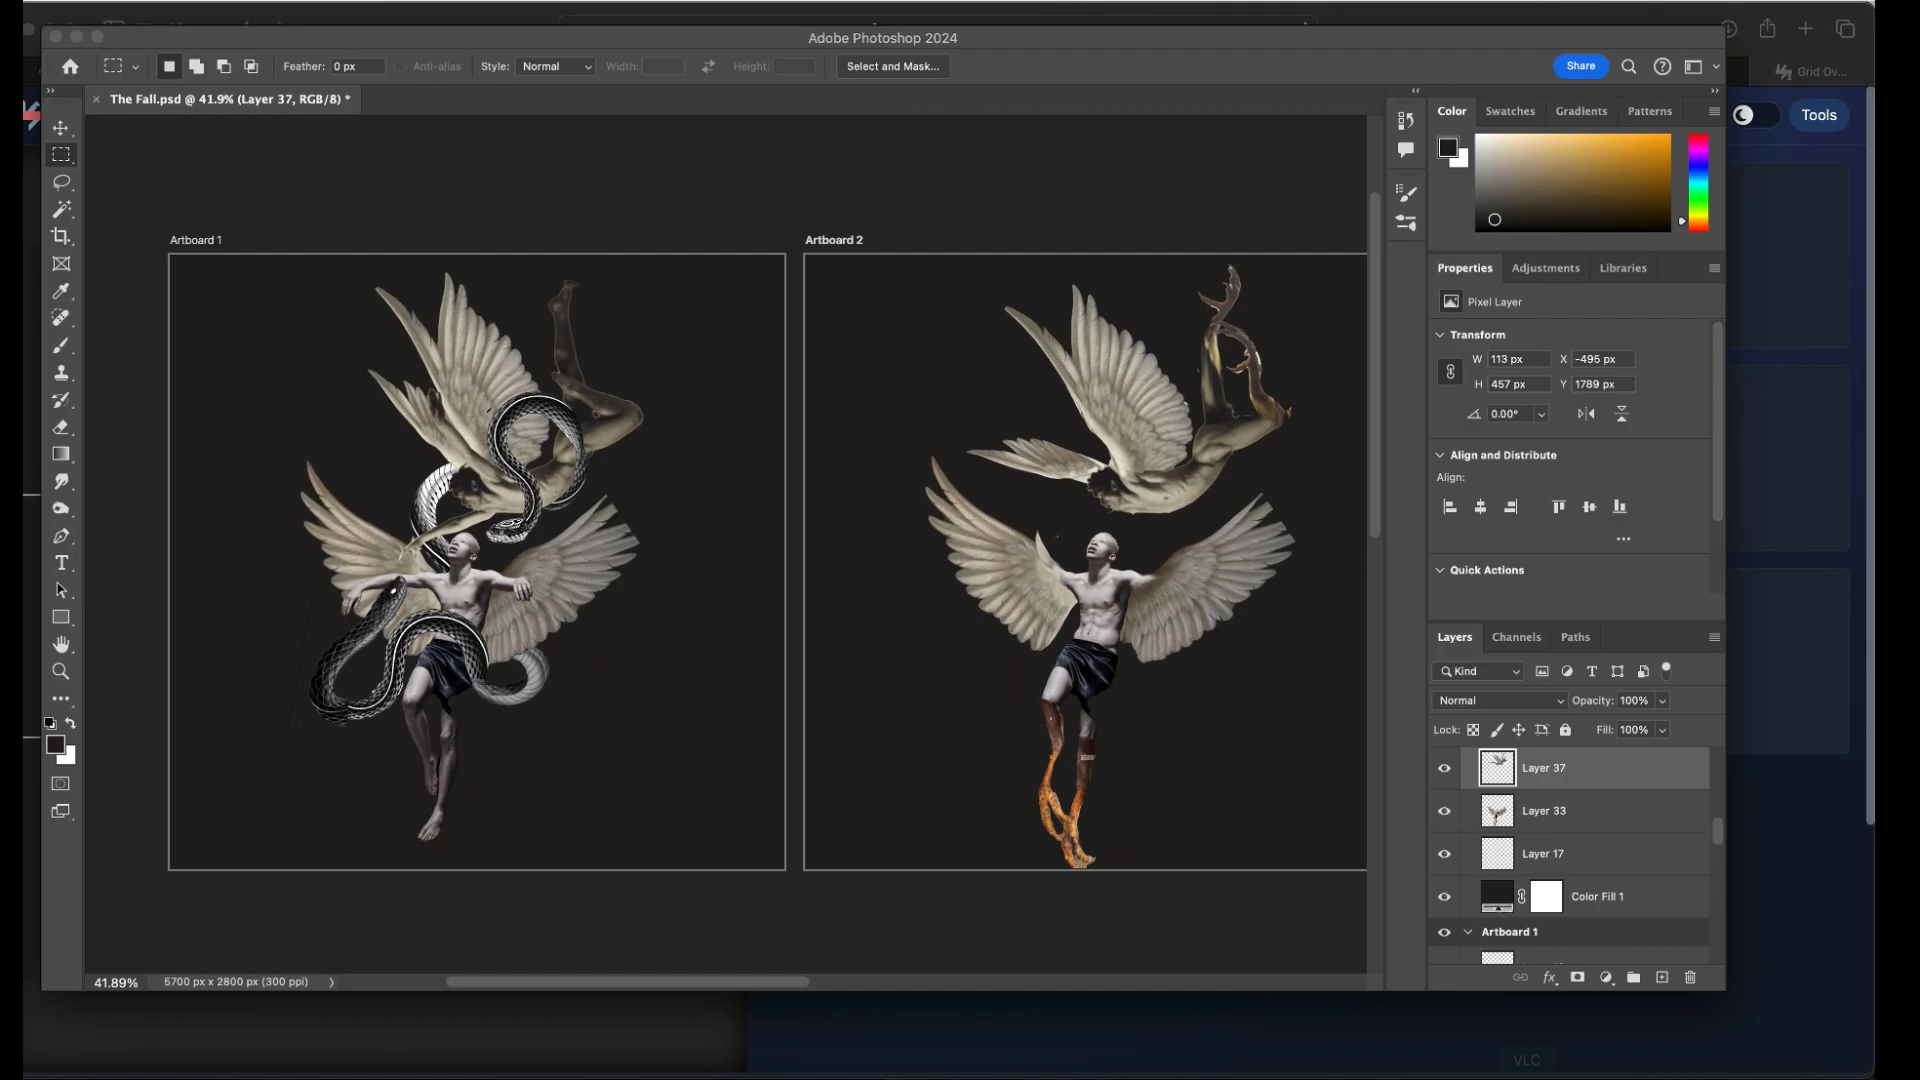 Adobe Photoshop 2024
Grid Ov...
Feather: 0 px
Anti-alias
Style: Normal
Width:
Height:
Select and Mask...
Share
The Fall.psd @ 41.9% (Layer 37, RGB/8) *
Tools
Color
Swatches
Gradients
Patterns
Artboard 1
Artboard 2
Properties
Adjustments
Libraries
Pixel Layer
Transform
W 113 px X -495 px
H 457 px Y 1789 px
0.00°
Align and Distribute
Align:
Quick Actions
Layers
Channels
Paths
Kind
Normal
Opacity: 100%
Lock:
Fill: 100%
Layer 37
Layer 33
Layer 17
Color Fill 1
Artboard 1
fx
41.89%
5700 px x 2800 px (300 ppi)
VLC